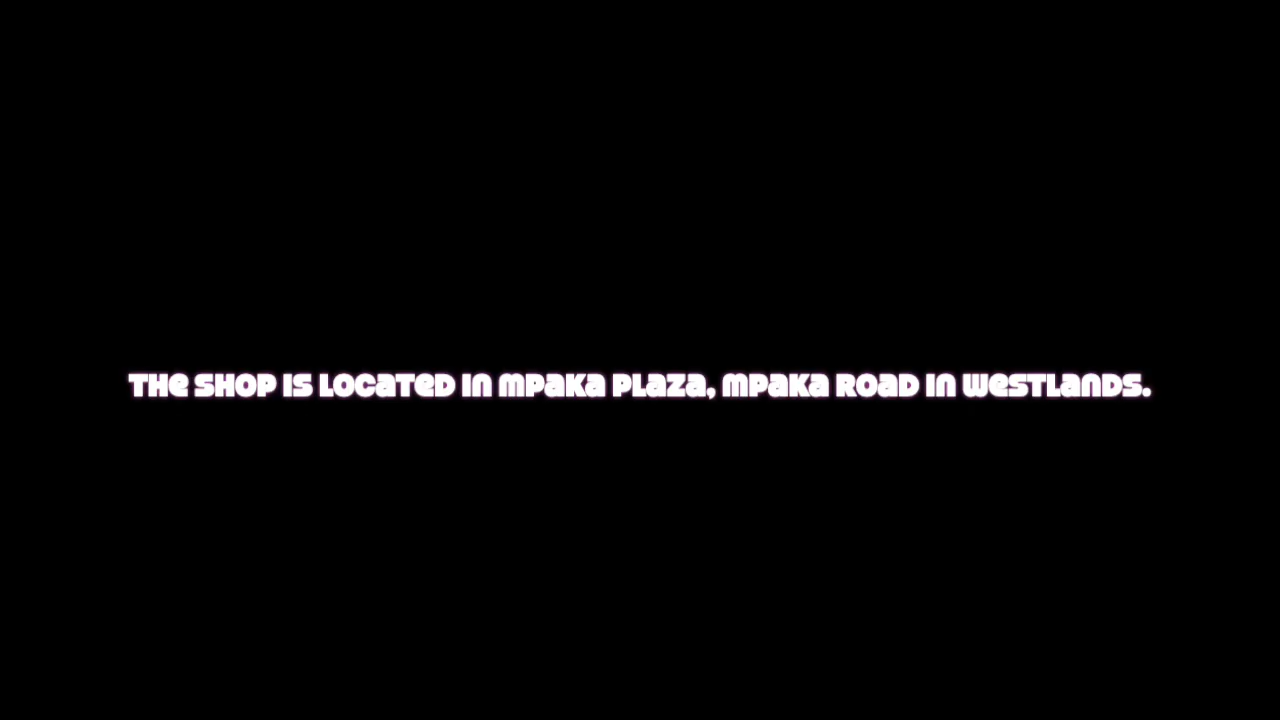 The shop is located in Mpaka Plaza, Mpaka Road in Westlands.